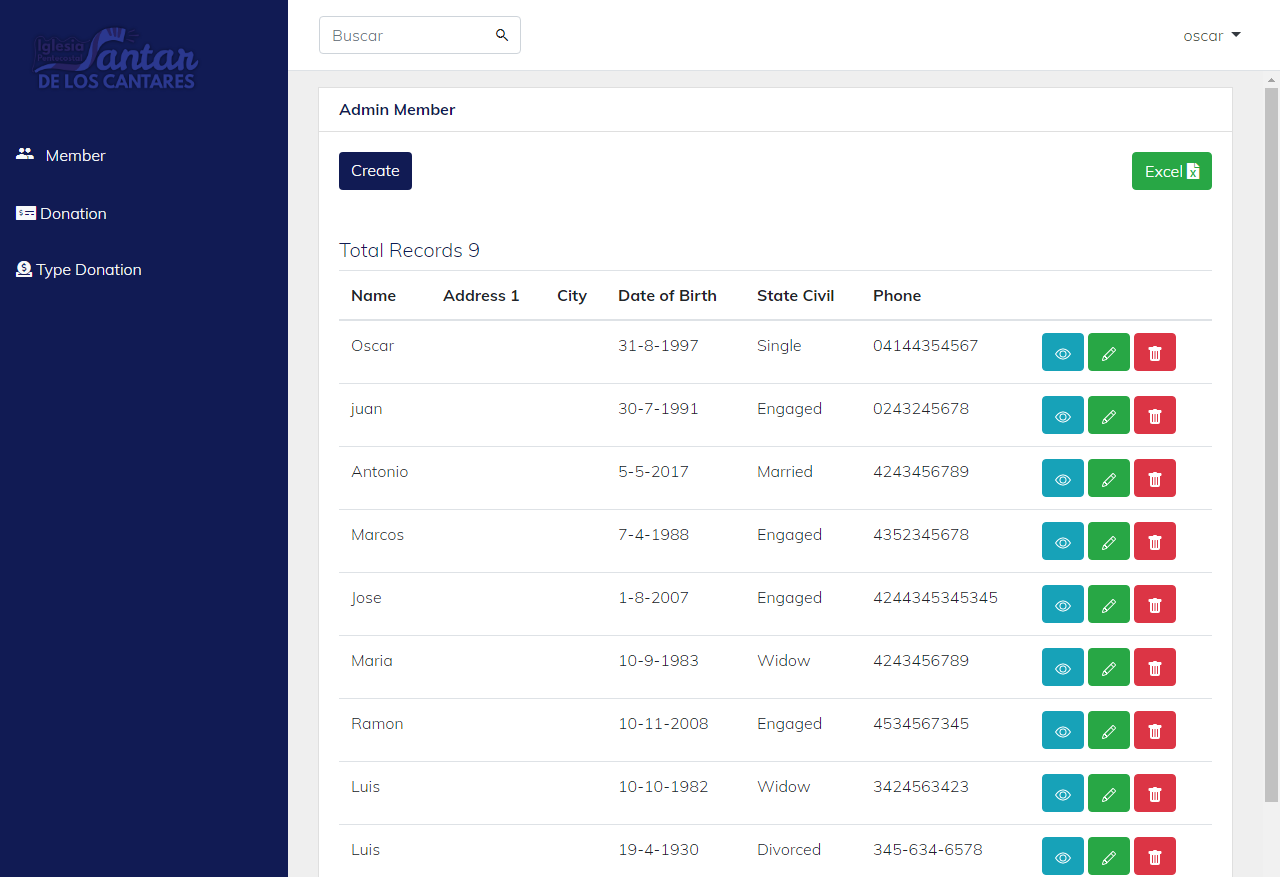 Iglesia
Pentecostal
Cantar
DE LOS CANTARES
Member
Donation
Type Donation
Buscar
oscar
Admin Member
Create
Excel
Total Records 9
Name Address 1 City Date of Birth State Civil Phone
Oscar 31-8-1997 Single 04144354567
juan 30-7-1991 Engaged 0243245678
Antonio 5-5-2017 Married 4243456789
Marcos 7-4-1988 Engaged 4352345678
Jose 1-8-2007 Engaged 4244345345345
Maria 10-9-1983 Widow 4243456789
Ramon 10-11-2008 Engaged 4534567345
Luis 10-10-1982 Widow 3424563423
Luis 19-4-1930 Divorced 345-634-6578